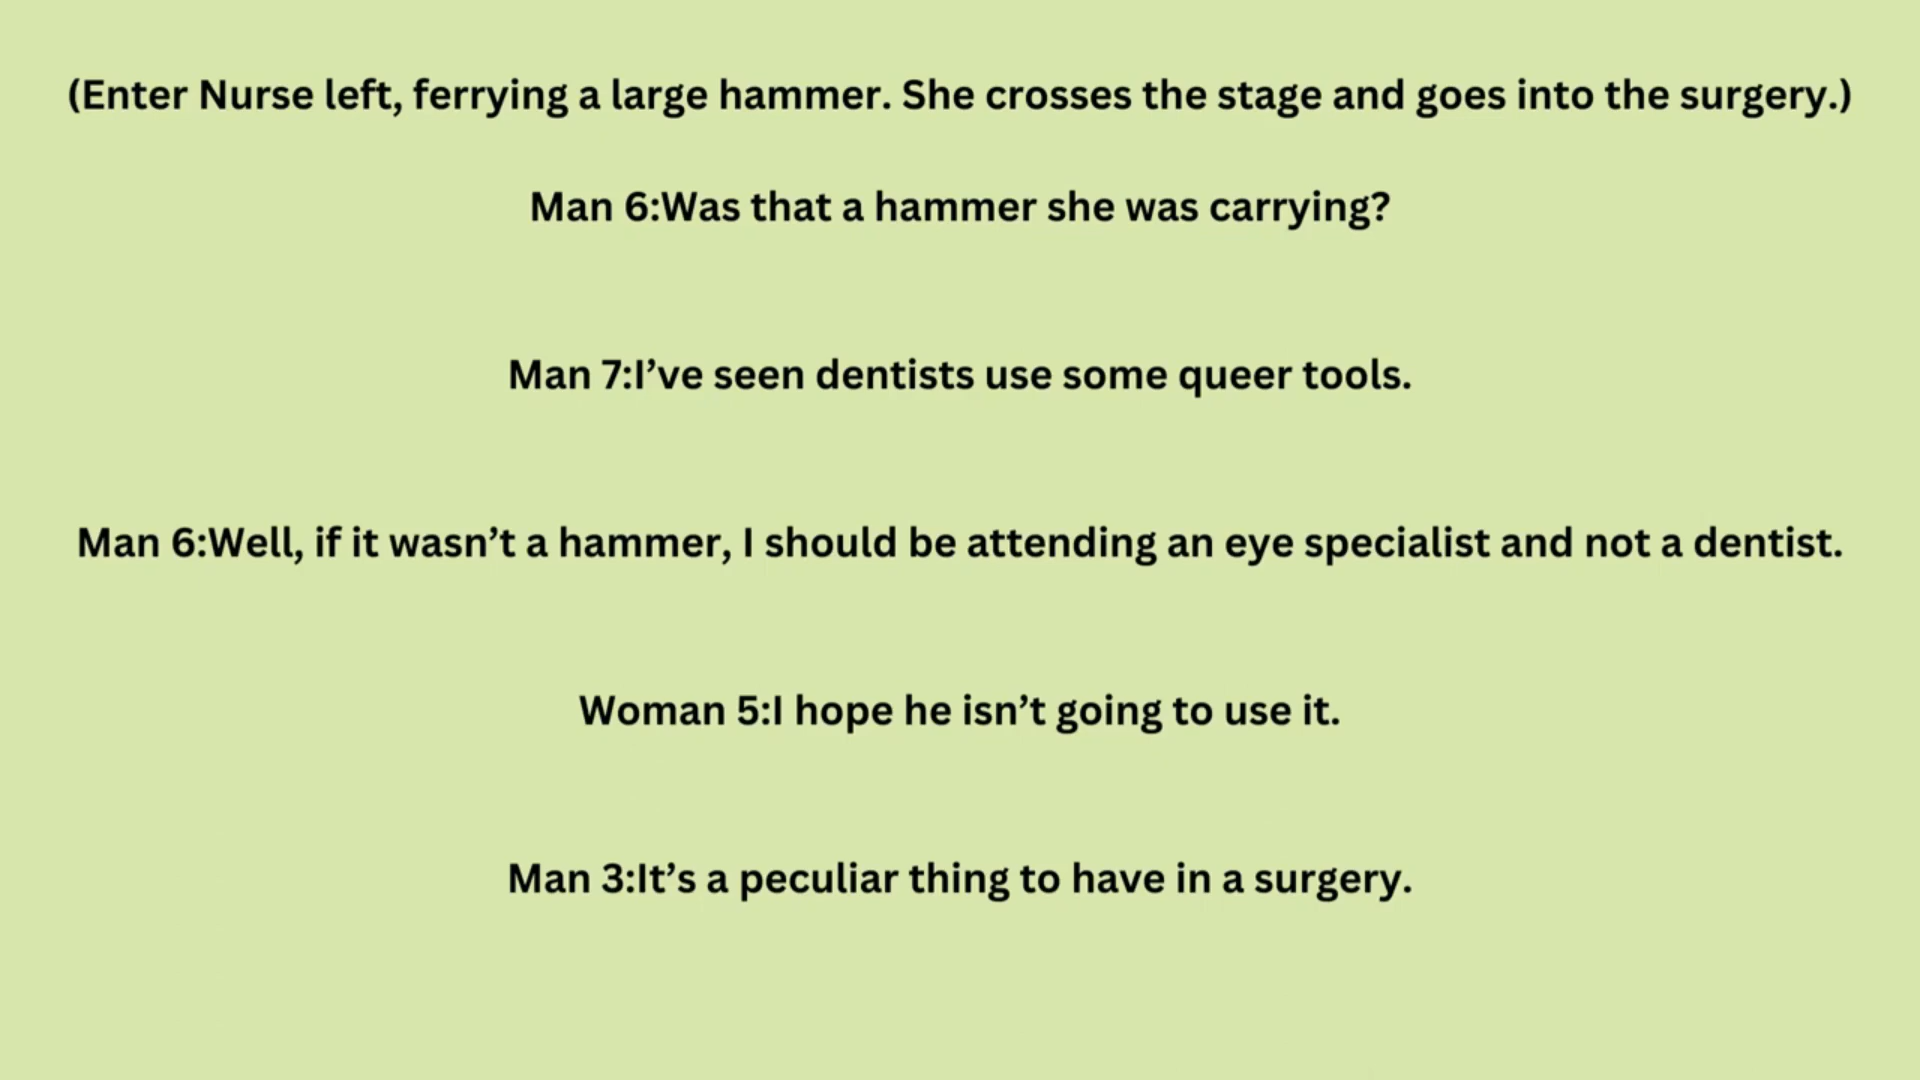 (Enter Nurse left, ferrying a large hammer. She crosses the stage and goes into the surgery.)
Man 6:Was that a hammer she was carrying?
Man 7:I’ve seen dentists use some queer tools.
Man 6:Well, if it wasn’t a hammer, I should be attending an eye specialist and not a dentist.
Woman 5:I hope he isn’t going to use it.
Man 3:It’s a peculiar thing to have in a surgery.